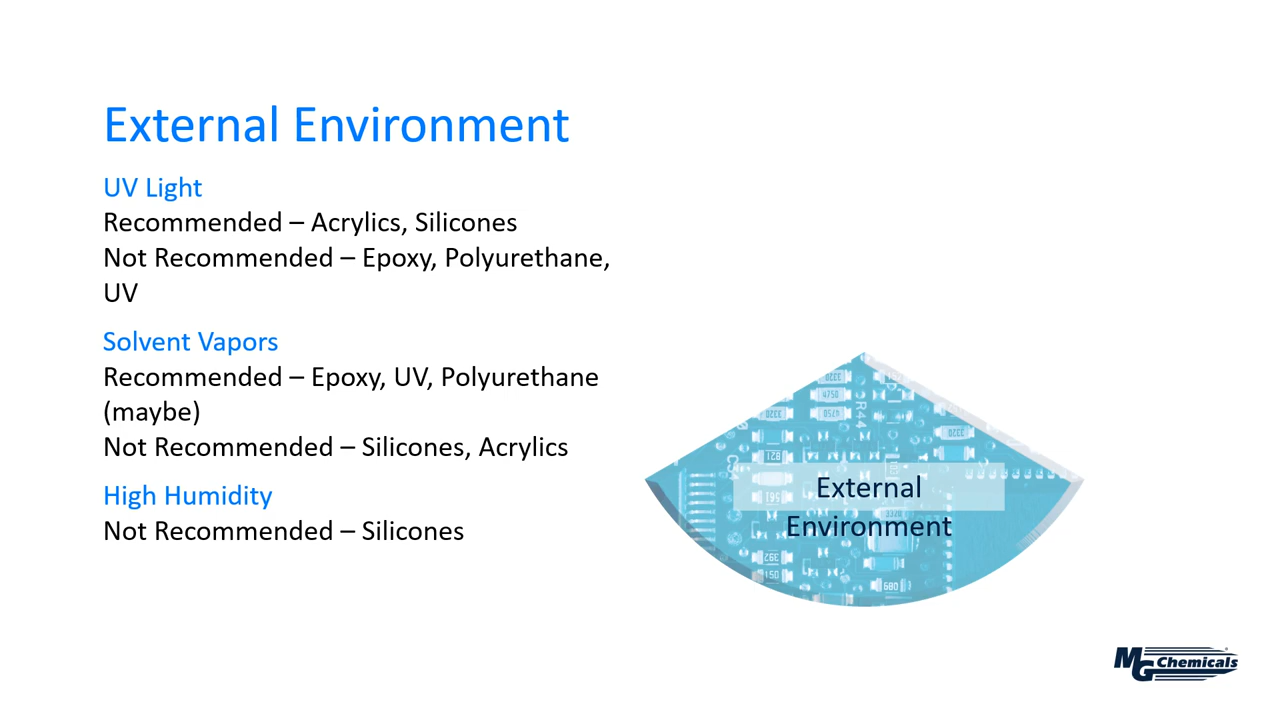 External Environment
UV Light
Recommended – Acrylics, Silicones
Not Recommended – Epoxy, Polyurethane,
UV
Solvent Vapors
Recommended – Epoxy, UV, Polyurethane
(maybe)
Not Recommended – Silicones, Acrylics
High Humidity
Not Recommended – Silicones
External
Environment
MG Chemicals